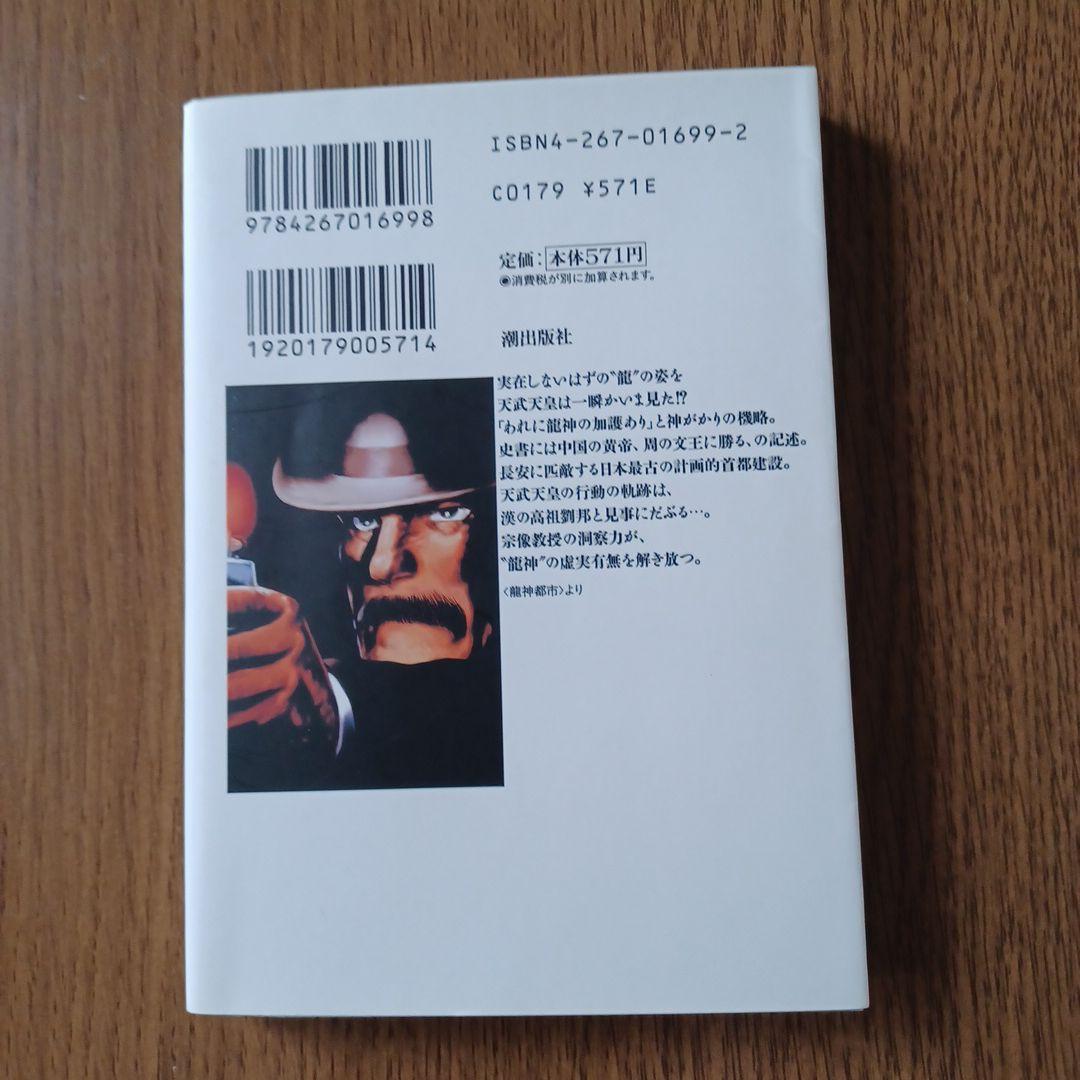 ISBN4-267-01699-2
9784267016998
C0179 ¥571E
定価：本体571円
◉消費税が別に加算されます。
1920179005714
潮出版社
実在しないはずの〝龍〟の姿を
天武天皇は一瞬かいま見た!?
「われに龍神の加護あり」と神がかりの機略。
史書には中国の黄帝、周の文王に勝る、の記述。
長安に匹敵する日本最古の計画的首都建設。
天武天皇の行動の軌跡は、
漢の高祖劉邦と見事にだぶる…。
宗像教授の洞察力が、
〝龍神〟の虚実有無を解き放つ。
〈龍神都市〉より